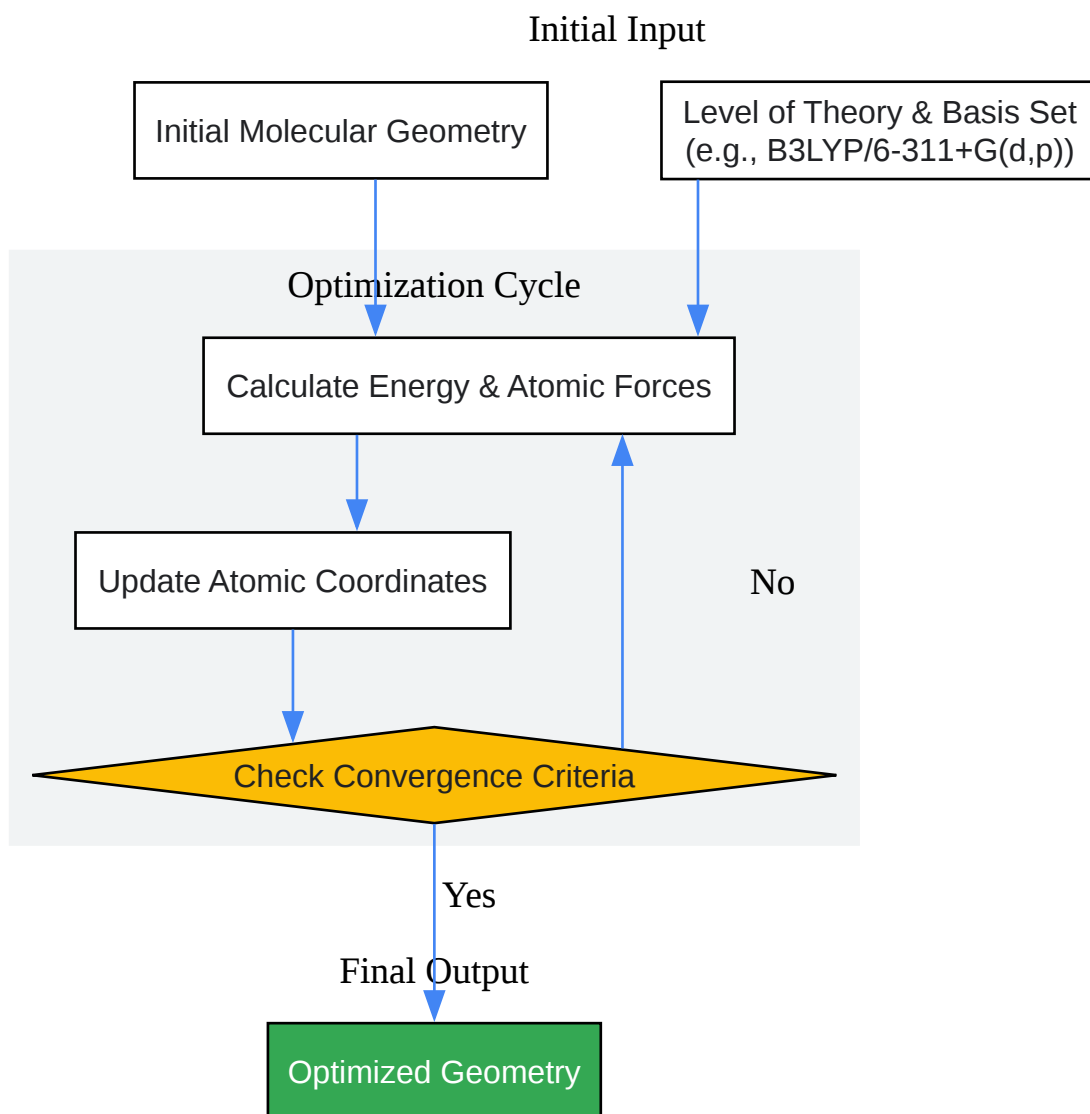 Initial Input
Initial Molecular Geometry
Level of Theory & Basis Set
(e.g., B3LYP/6-311+G(d,p))
Optimization Cycle
Calculate Energy & Atomic Forces
Update Atomic Coordinates
No
Check Convergence Criteria
Yes
Final Output
Optimized Geometry